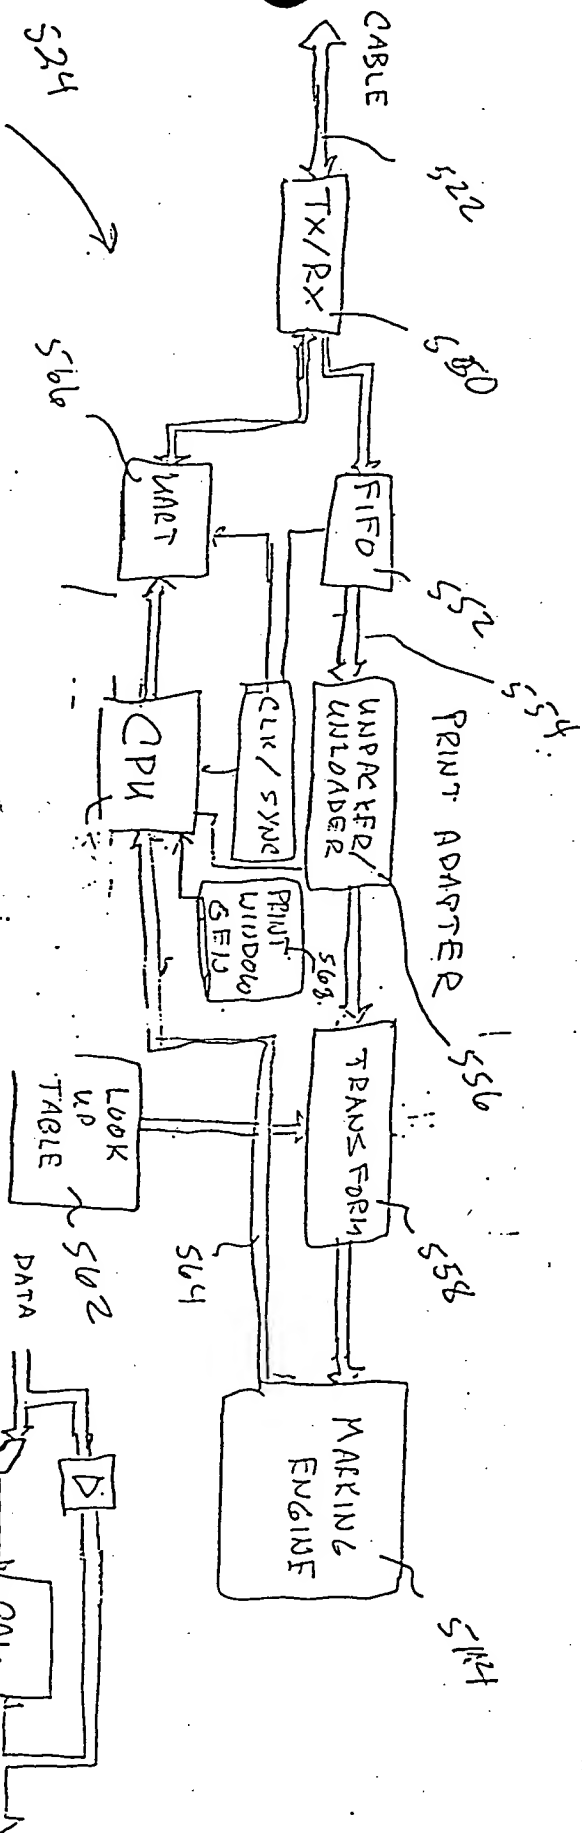 CABLE
522
TX/RX
550
524
566
UART
FIFO
552
554
UNPACKER/
UNLOADER
PRINT ADAPTER
556
CLK/SYNC
CPU
PRINT
WINDOW
GEN
568
TRANSFORM
558
LOOK
UP
TABLE
562
564
MARKING
ENGINE
514
DATA
D